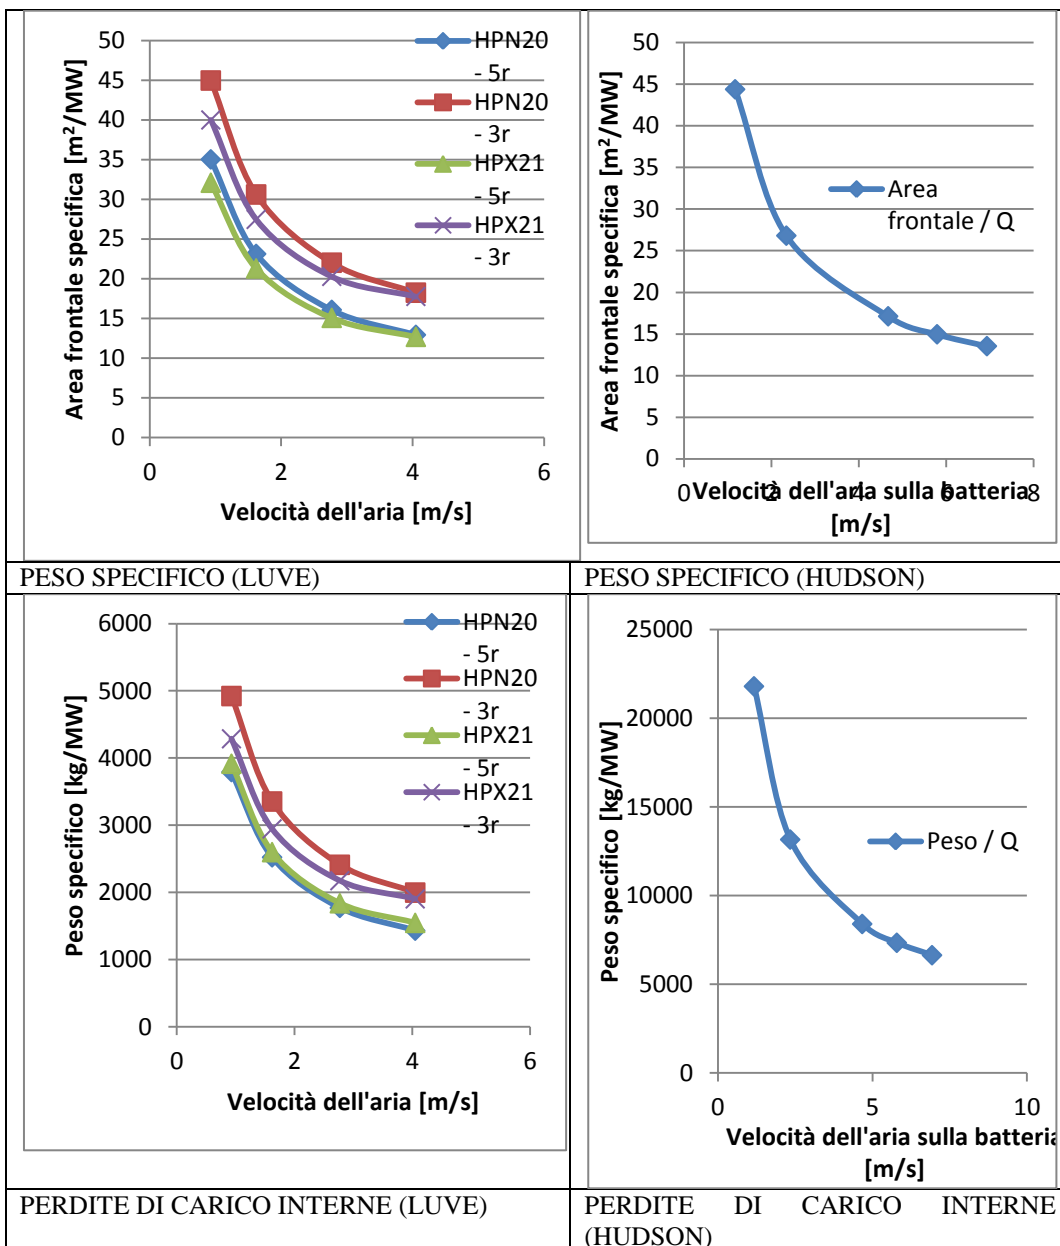 50
45
40
35
30
25
20
15
10
5
0
0 2 4 6
Area frontale specifica [m²/MW]
Velocità dell'aria [m/s]
HPN20
- 5r
HPN20
- 3r
HPX21
- 5r
HPX21
- 3r
50
45
40
35
30
25
20
15
10
5
0
0 2 4 6 8
Area frontale specifica [m²/MW]
Velocità dell'aria sulla batteria
[m/s]
Area
frontale / Q
PESO SPECIFICO (LUVE)
PESO SPECIFICO (HUDSON)
6000
5000
4000
3000
2000
1000
0
0 2 4 6
Peso specifico [kg/MW]
Velocità dell'aria [m/s]
HPN20
- 5r
HPN20
- 3r
HPX21
- 5r
HPX21
- 3r
25000
20000
15000
10000
5000
0
0 5 10
Peso specifico [kg/MW]
Velocità dell'aria sulla batteria
[m/s]
Peso / Q
PERDITE DI CARICO INTERNE (LUVE)
PERDITE DI CARICO INTERNE
(HUDSON)